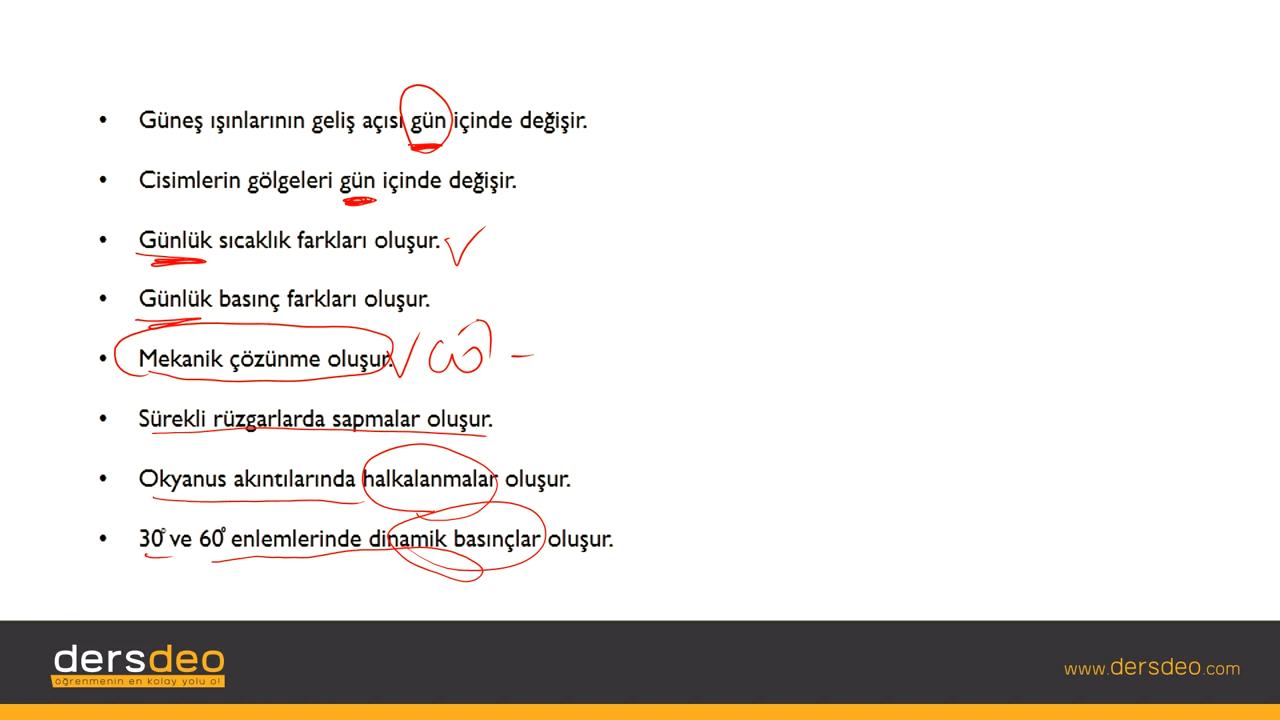 • Güneş ışınlarının geliş açısı gün içinde değişir.
• Cisimlerin gölgeleri gün içinde değişir.
• Günlük sıcaklık farkları oluşur.
• Günlük basınç farkları oluşur.
• Mekanik çözünme oluşur.
• Sürekli rüzgarlarda sapmalar oluşur.
• Okyanus akıntılarında halkalanmalar oluşur.
• 30° ve 60° enlemlerinde dinamik basınçlar oluşur.
dersdeo
öğrenmenin en kolay yolu o!
www.dersdeo.com